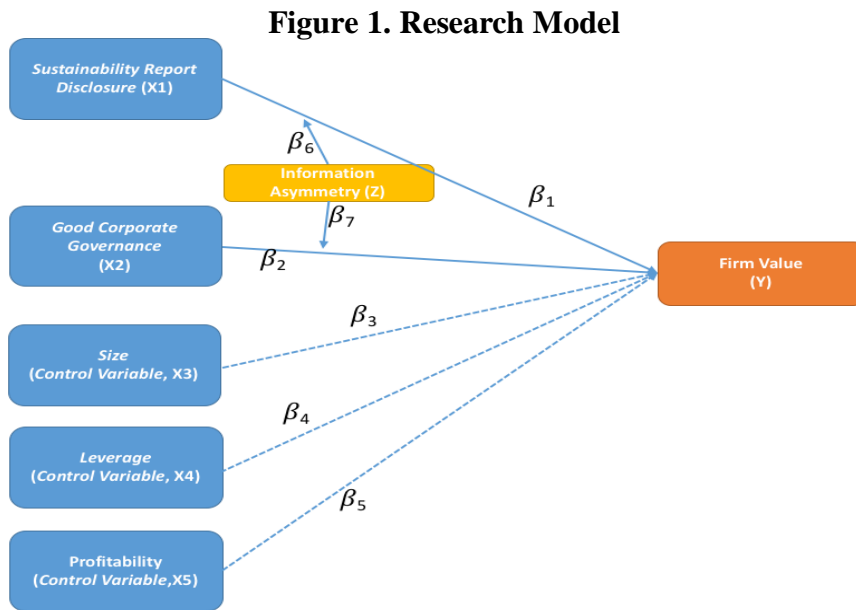 Figure 1. Research Model
Sustainability Report
Disclosure (X1)
β6
Information
Asymmetry (Z)
β7
β1
Good Corporate
Governance
(X2)
β2
Firm Value
(Y)
β3
Size
(Control Variable, X3)
β4
Leverage
(Control Variable, X4)
β5
Profitability
(Control Variable,X5)